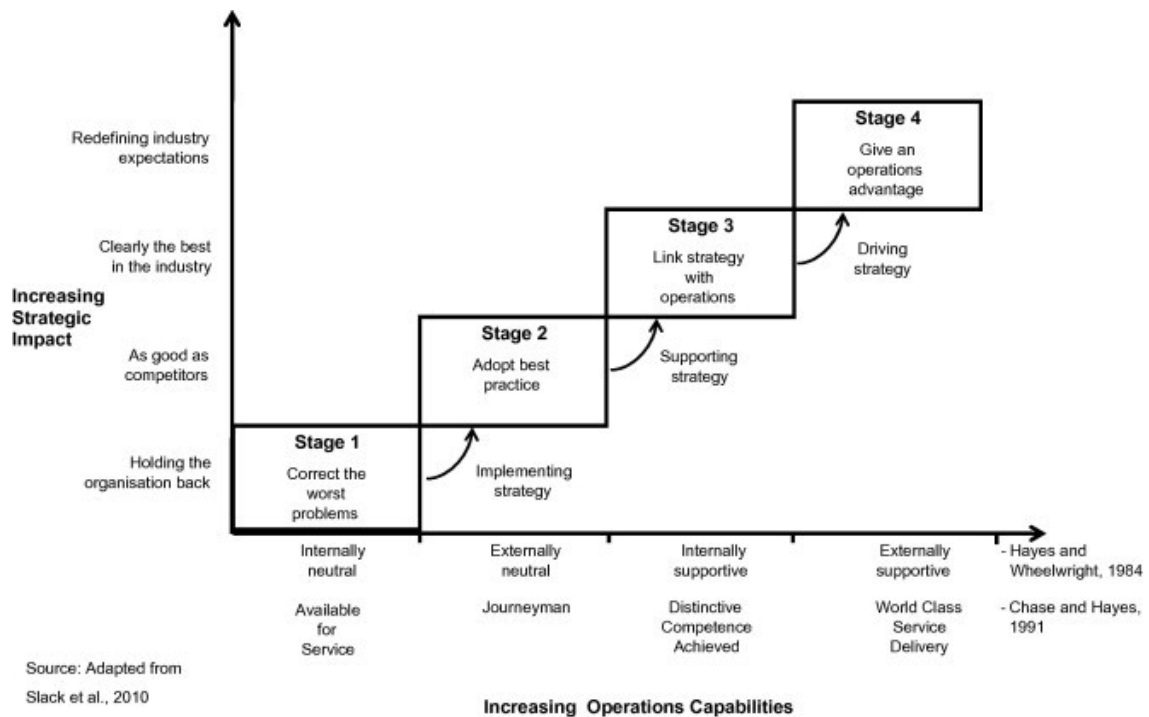 Stage 4
Give an
operations
advantage
Redefining industry
expectations
Stage 3
Link strategy
with
operations
Driving
strategy
Clearly the best
in the industry
Increasing
Strategic
Impact
Stage 2
Adopt best
practice
Supporting
strategy
As good as
competitors
Stage 1
Correct the
worst
problems
Implementing
strategy
Holding the
organisation back
Internally
neutral
Externally
neutral
Internally
supportive
Externally
supportive
- Hayes and
Wheelwright, 1984
Available
for
Service
Journeyman
Distinctive
Competence
Achieved
World Class
Service
Delivery
- Chase and Hayes,
1991
Source: Adapted from
Slack et al., 2010
Increasing Operations Capabilities